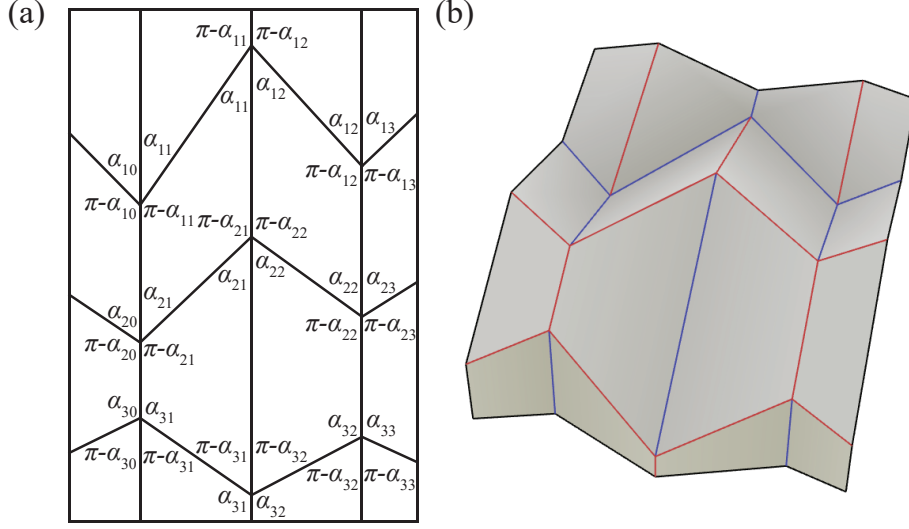 (a)
(b)
π-α11 π-α12
α11 α12
α10 α11
α12 α13
π-α10 π-α11
π-α12 π-α13
π-α21 π-α22
α21 α22
α20 α21
α22 α23
π-α20 π-α21
π-α22 π-α23
α30 α31
α32 α33
π-α30 π-α31
π-α31 π-α32
π-α32 π-α33
α31 α32